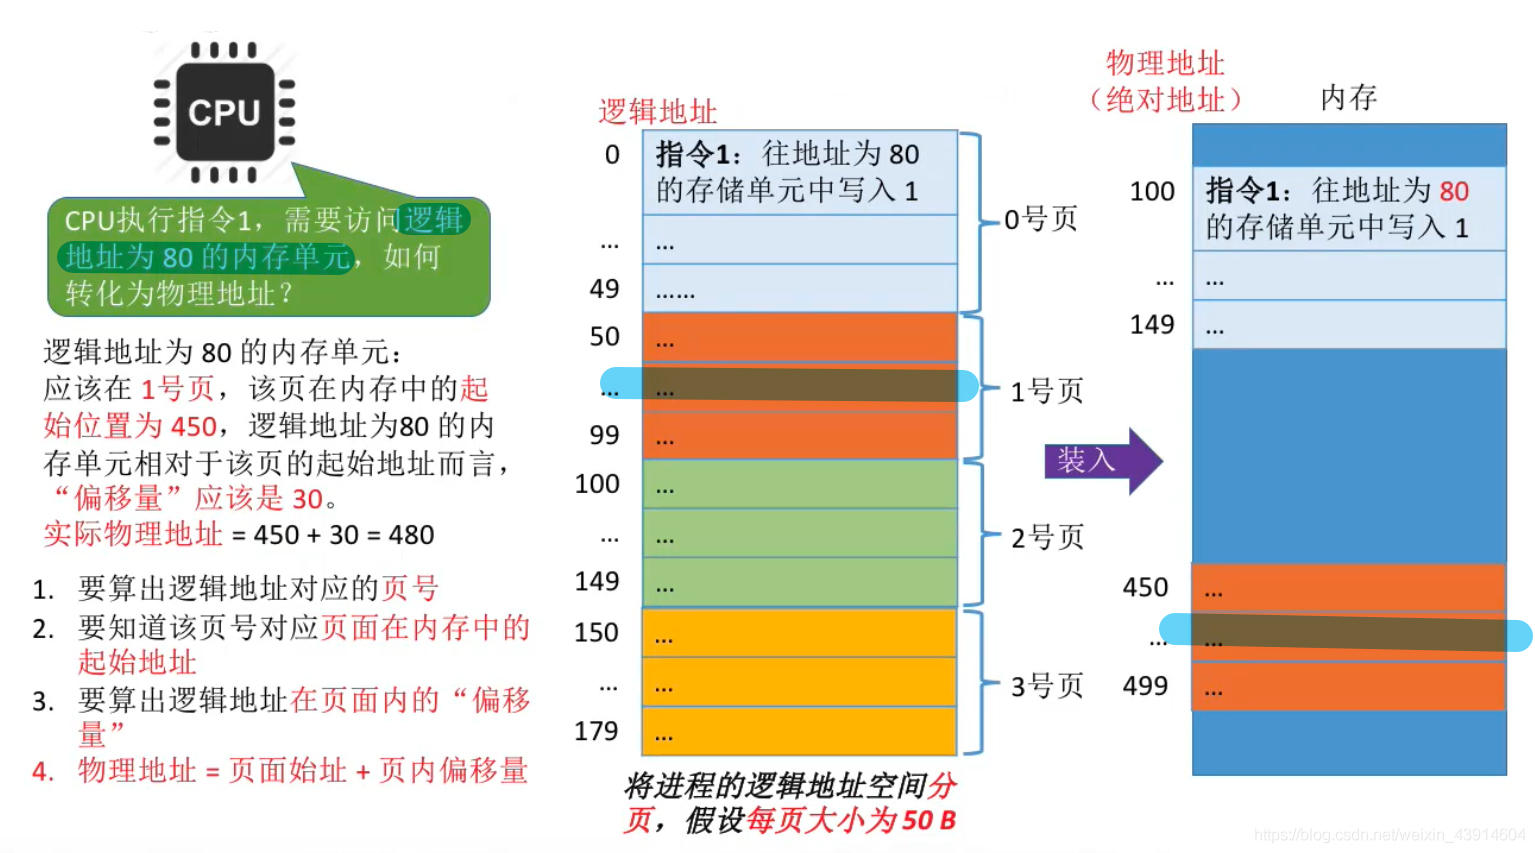 CPU
CPU执行指令1，需要访问逻辑
地址为 80 的内存单元，如何
转化为物理地址？
逻辑地址为 80 的内存单元：
应该在 1号页，该页在内存中的起
始位置为 450，逻辑地址为80 的内
存单元相对于该页的起始地址而言，
“偏移量”应该是 30。
实际物理地址 = 450 + 30 = 480
1. 要算出逻辑地址对应的页号
2. 要知道该页号对应页面在内存中的
起始地址
3. 要算出逻辑地址在页面内的“偏移
量”
4. 物理地址 = 页面始址 + 页内偏移量
逻辑地址
0 指令1：往地址为 80
的存储单元中写入 1
... ...
49 ......
0号页
50 ...
... ...
99 ...
1号页
100 ...
... ...
149 ...
2号页
150 ...
... ...
179 ...
3号页
将进程的逻辑地址空间分
页，假设每页大小为 50 B
装入
物理地址
（绝对地址）
内存
100 指令1：往地址为 80
的存储单元中写入 1
... ...
149 ...
450 ...
... ...
499 ...
https://blog.csdn.net/weixin_43914604